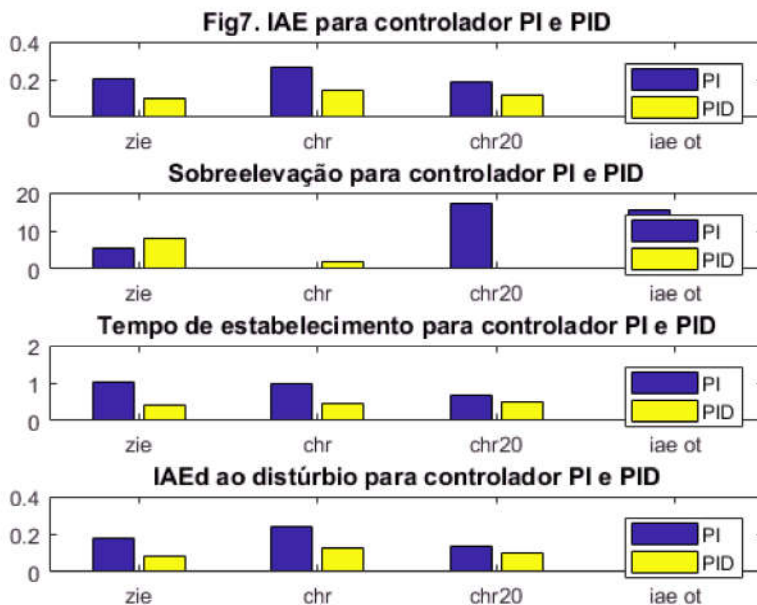 Fig7. IAE para controlador PI e PID
0.4
0.2
0
PI
PID
zie chr chr20 iae ot
Sobreelevação para controlador PI e PID
20
10
0
PI
PID
zie chr chr20 iae ot
Tempo de estabelecimento para controlador PI e PID
2
1
0
PI
PID
zie chr chr20 iae ot
IAEd ao distúrbio para controlador PI e PID
0.4
0.2
0
PI
PID
zie chr chr20 iae ot